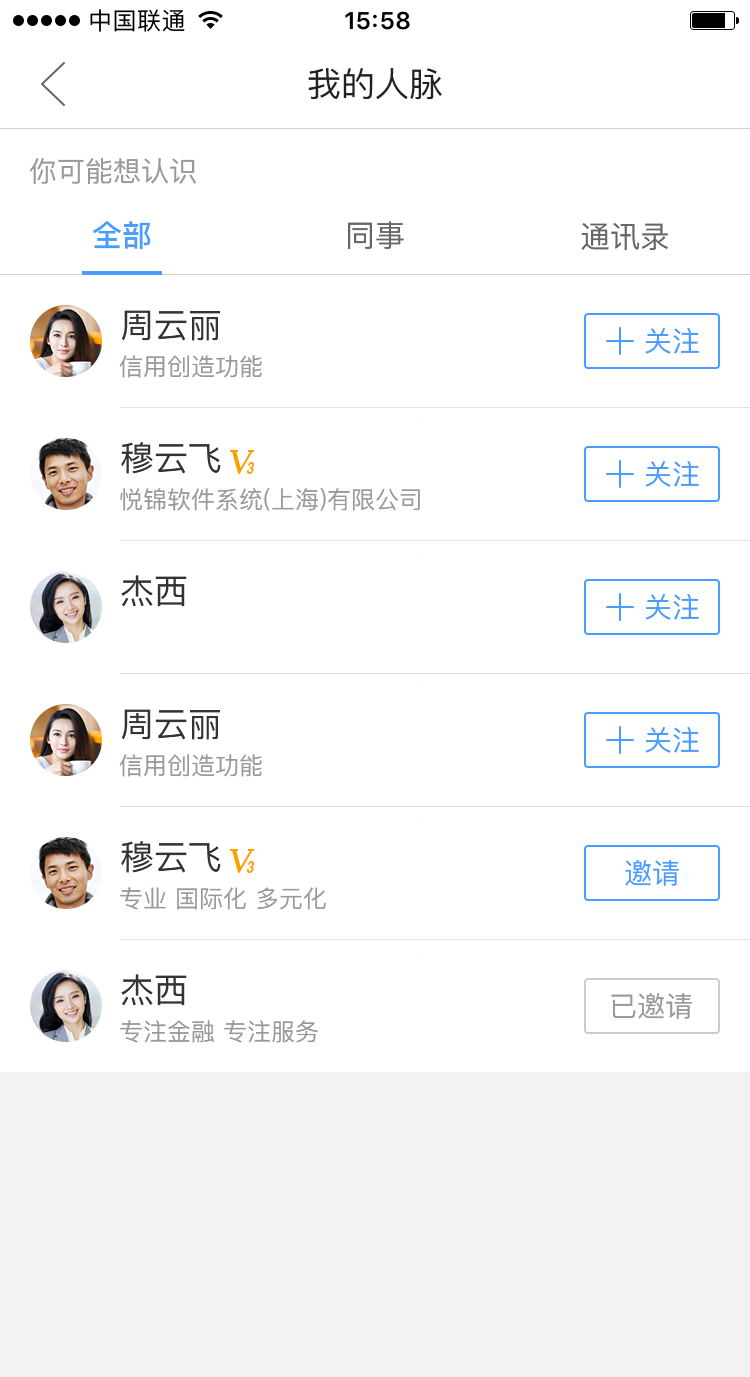 中国联通 15:58
我的人脉
你可能想认识
全部 同事 通讯录
周云丽
信用创造功能
关注
穆云飞 V3
悦锦软件系统(上海)有限公司
关注
杰西
关注
周云丽
信用创造功能
关注
穆云飞 V3
专业 国际化 多元化
邀请
杰西
专注金融 专注服务
已邀请